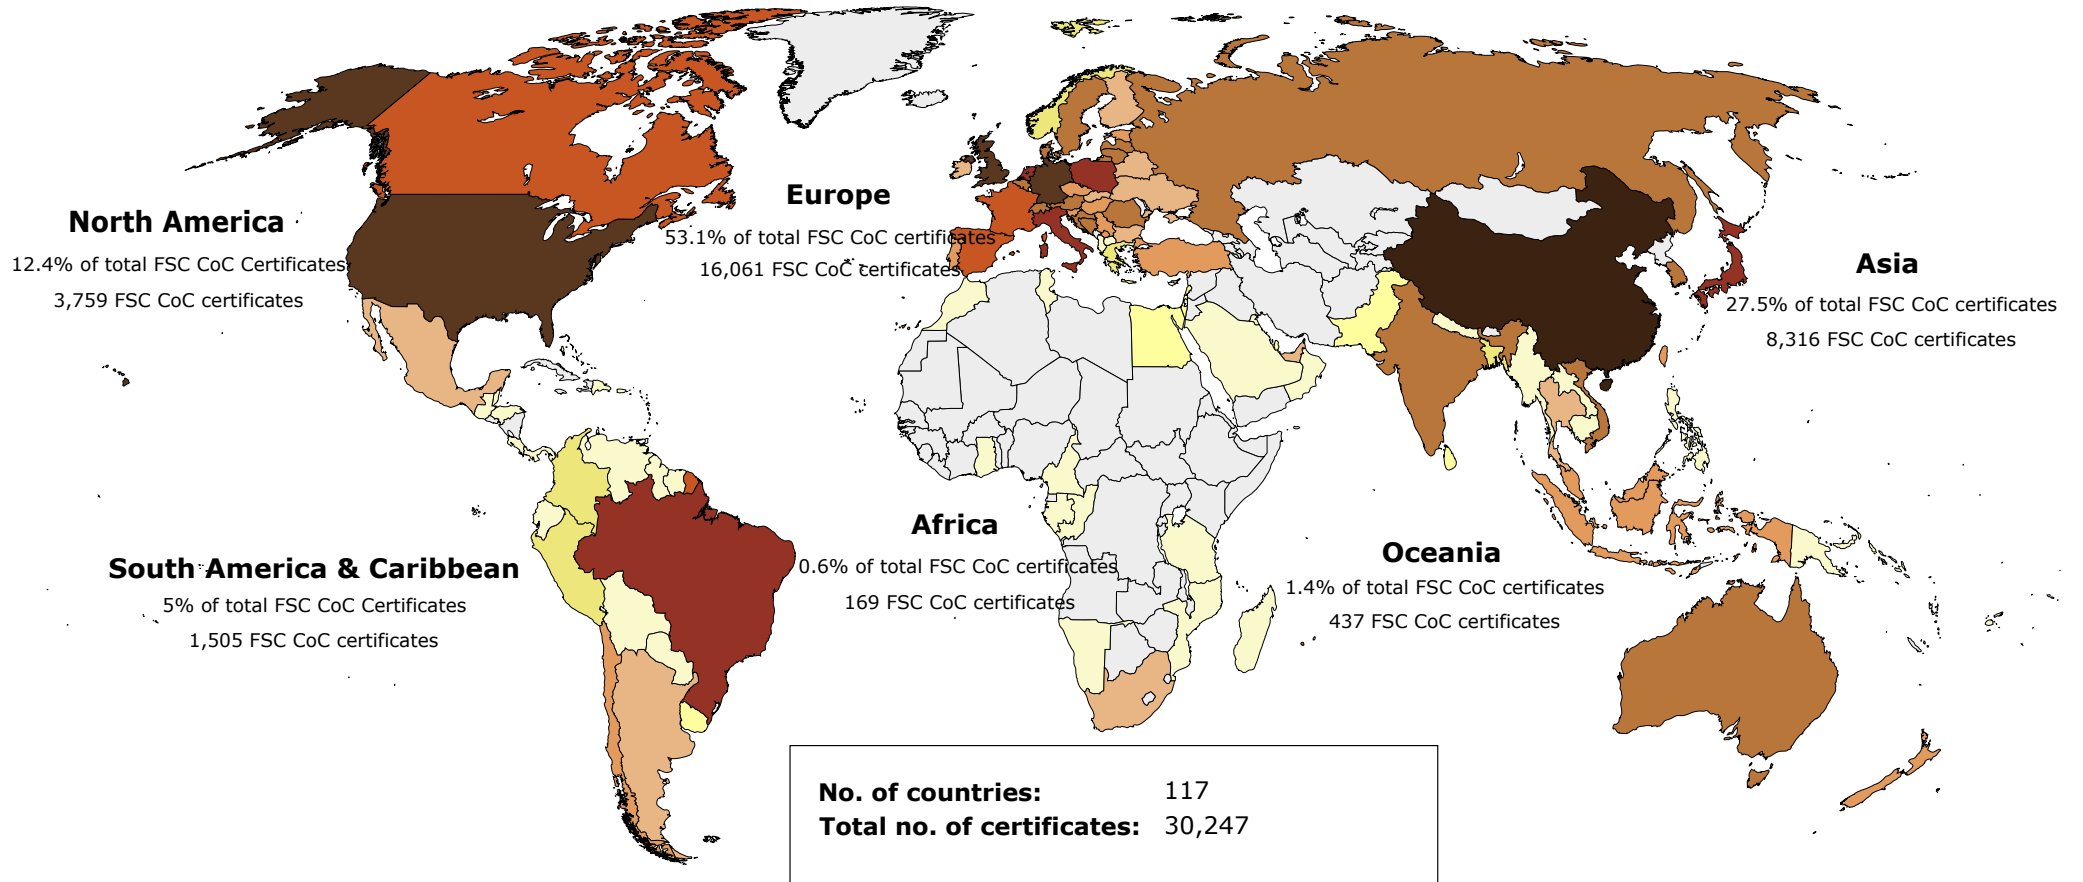 North America
12.4% of total FSC CoC Certificates
3,759 FSC CoC certificates
Europe
53.1% of total FSC CoC certificates
16,061 FSC CoC certificates
Asia
27.5% of total FSC CoC certificates
8,316 FSC CoC certificates
South America & Caribbean
5% of total FSC CoC Certificates
1,505 FSC CoC certificates
Africa
0.6% of total FSC CoC certificates
169 FSC CoC certificates
Oceania
1.4% of total FSC CoC certificates
437 FSC CoC certificates
No. of countries: 117
Total no. of certificates: 30,247